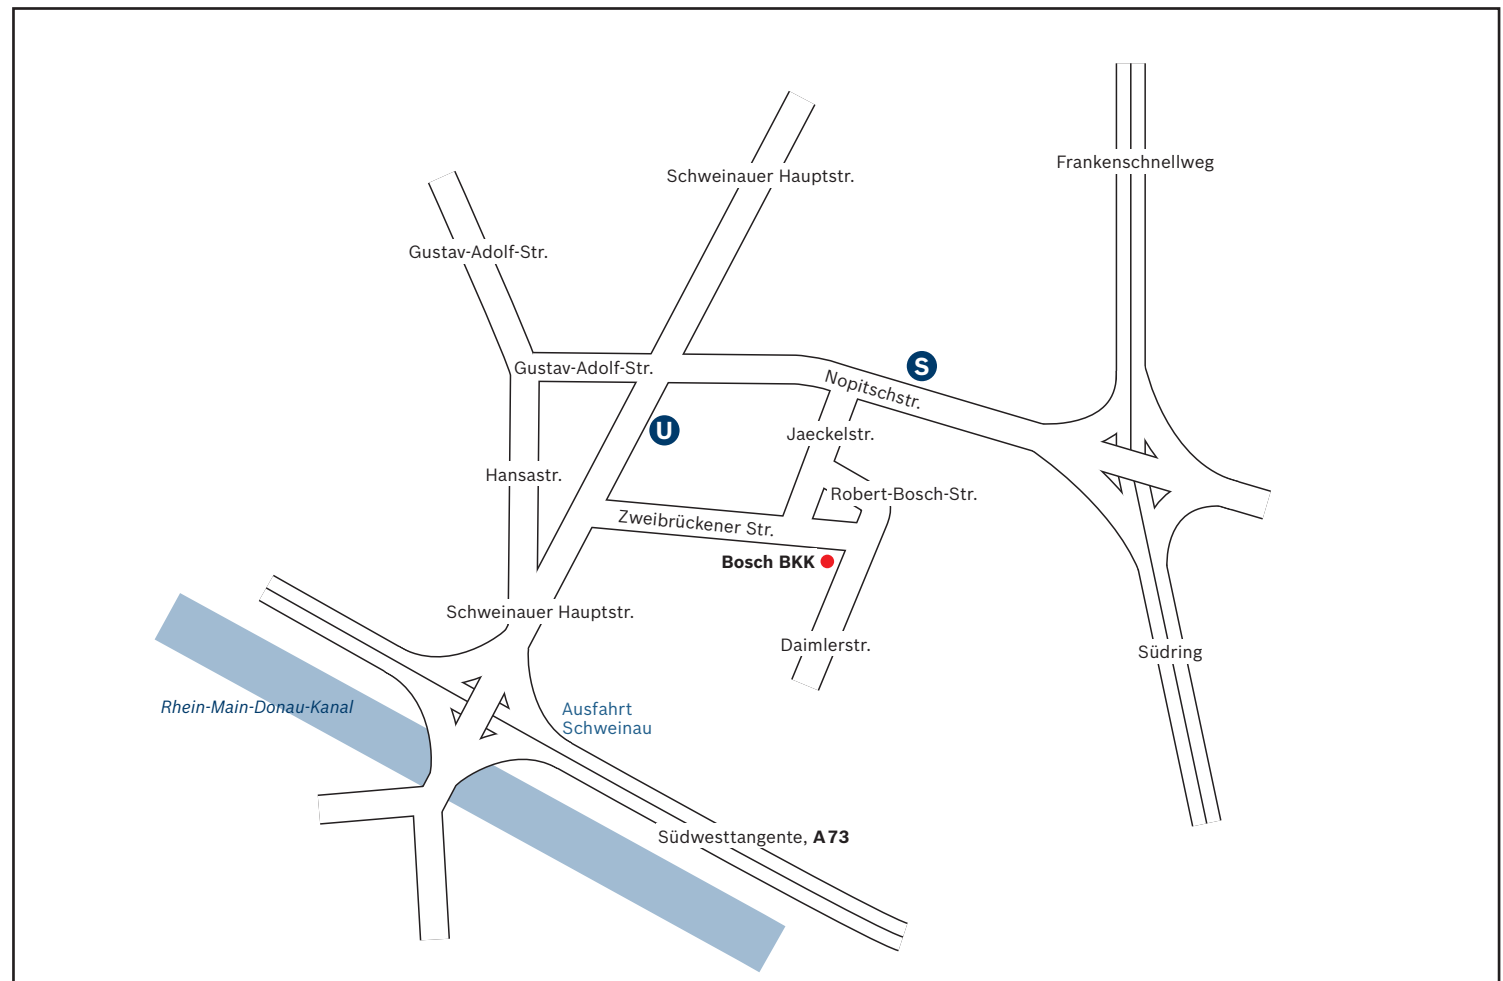 Frankenschnellweg
Schweinauer Hauptstr.
Gustav-Adolf-Str.
S
Gustav-Adolf-Str.
Nopitschstr.
U
Jaeckelstr.
Hansastr.
Robert-Bosch-Str.
Zweibrückener Str.
Bosch BKK
Schweinauer Hauptstr.
Daimlerstr.
Südring
Rhein-Main-Donau-Kanal
Ausfahrt
Schweinau
Südwesttangente, A73